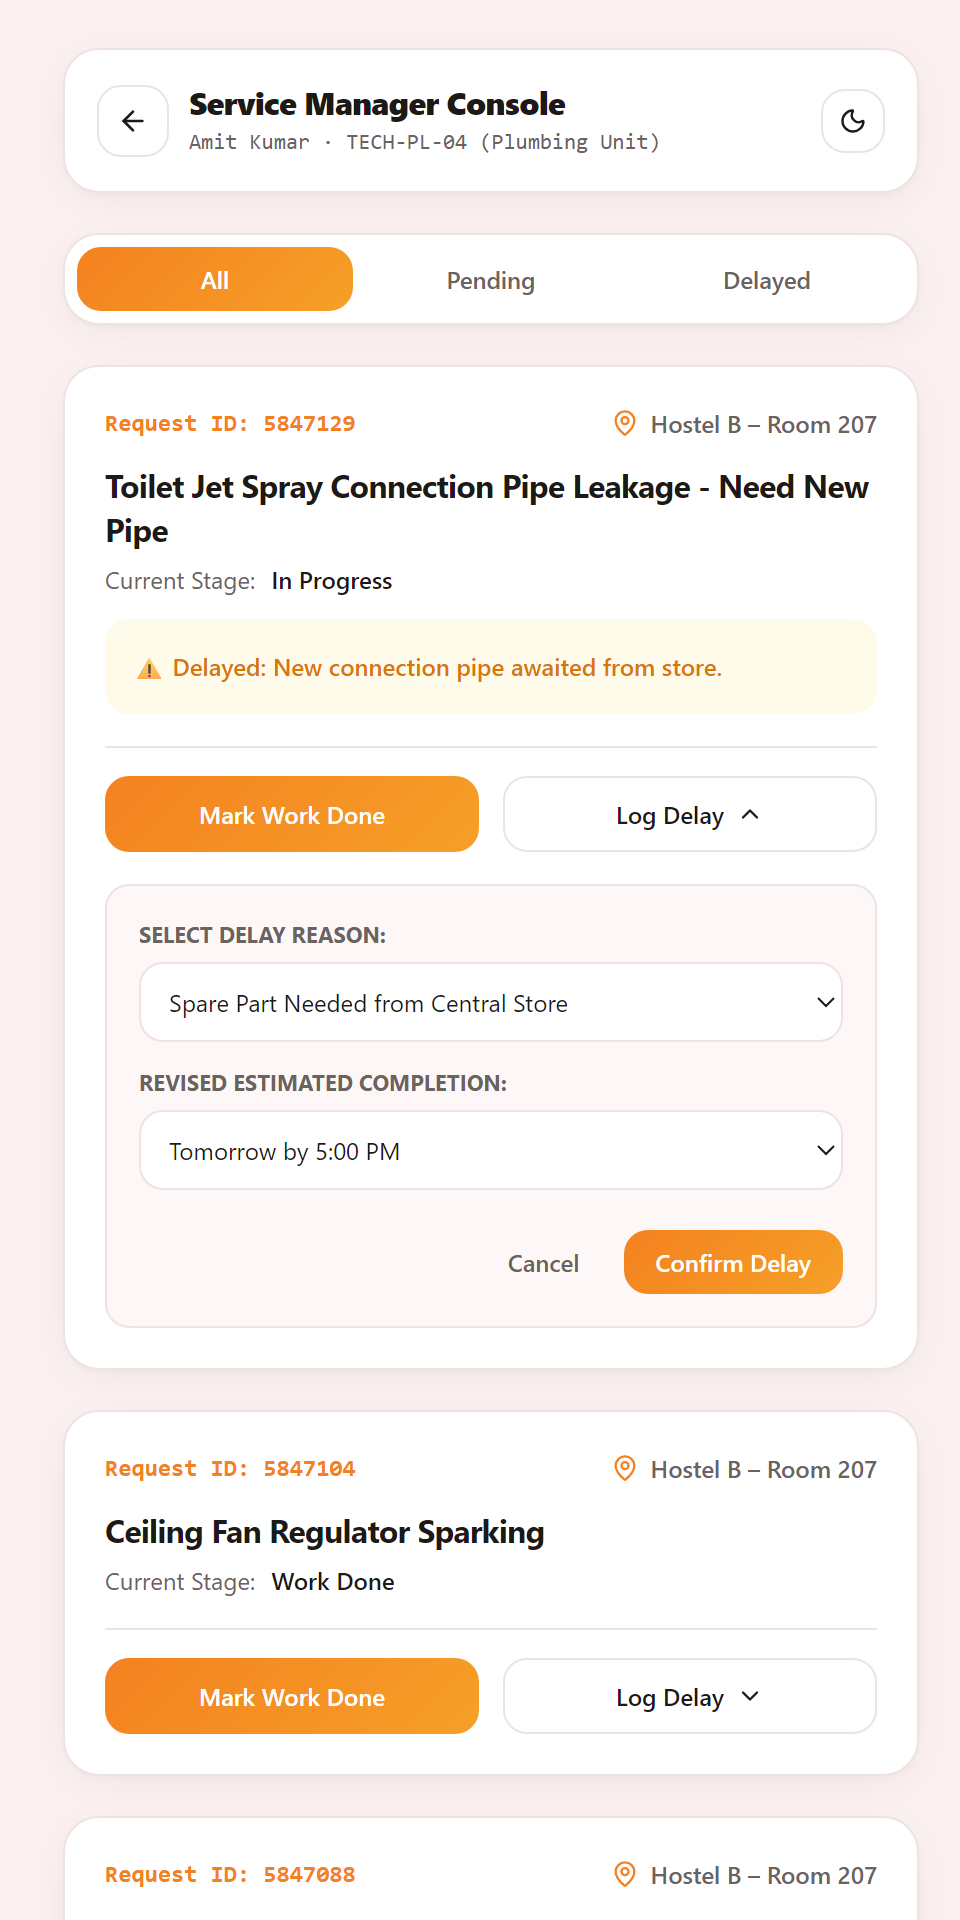 Service Manager Console
Amit Kumar · TECH-PL-04 (Plumbing Unit)
All
Pending
Delayed
Request ID: 5847129
Hostel B – Room 207
Toilet Jet Spray Connection Pipe Leakage - Need New
Pipe
Current Stage: In Progress
⚠ Delayed: New connection pipe awaited from store.
Mark Work Done
Log Delay
SELECT DELAY REASON:
Spare Part Needed from Central Store
REVISED ESTIMATED COMPLETION:
Tomorrow by 5:00 PM
Cancel
Confirm Delay
Request ID: 5847104
Hostel B – Room 207
Ceiling Fan Regulator Sparking
Current Stage: Work Done
Mark Work Done
Log Delay
Request ID: 5847088
Hostel B – Room 207